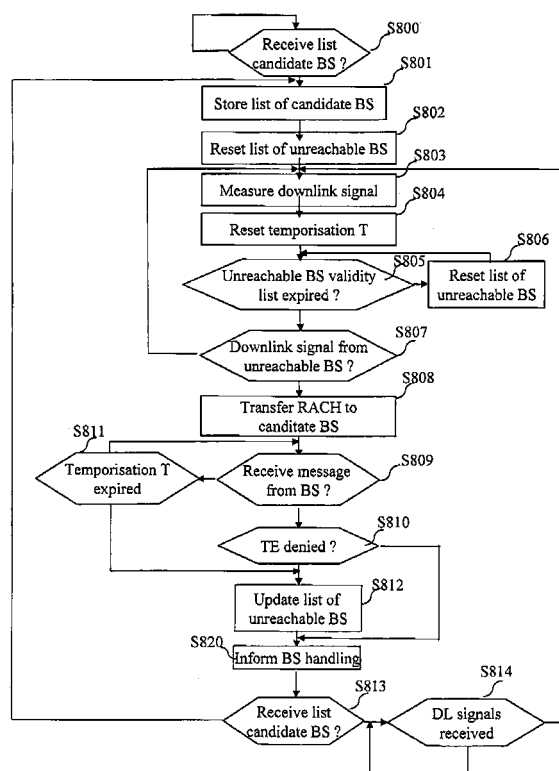 S800
Receive list
candidate BS ?
S801
Store list of candidate BS
S802
Reset list of unreachable BS
S803
Measure downlink signal
S804
Reset temporisation T
S805
Unreachable BS validity
list expired ?
S806
Reset list of
unreachable BS
S807
Downlink signal from
unreachable BS ?
S808
Transfer RACH to
canditate BS
S811
Temporisation T
expired
S809
Receive message
from BS ?
S810
TE denied ?
S812
Update list of
unreachable BS
S820
Inform BS handling
S813
Receive list
candidate BS ?
S814
DL signals
received